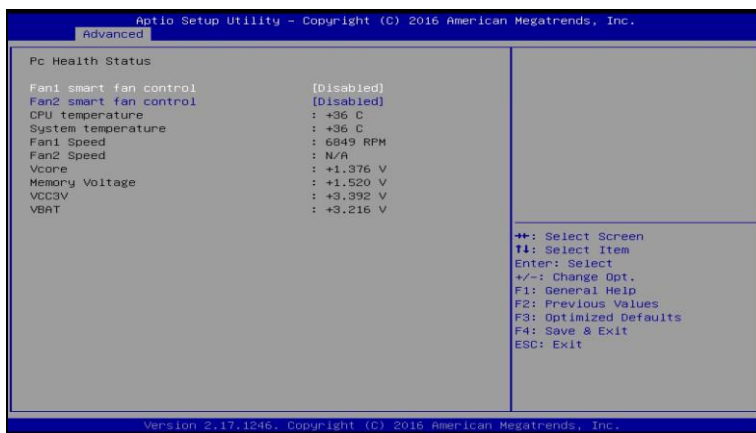 Aptio Setup Utility – Copyright (C) 2016 American Megatrends, Inc.
Advanced
Pc Health Status
Fan1 smart fan control [Disabled]
Fan2 smart fan control [Disabled]
CPU temperature : +36 C
System temperature : +36 C
Fan1 Speed : 6849 RPM
Fan2 Speed : N/A
Vcore : +1.376 V
Memory Voltage : +1.520 V
VCC3V : +3.392 V
VBAT : +3.216 V
→←: Select Screen
↑↓: Select Item
Enter: Select
+/-: Change Opt.
F1: General Help
F2: Previous Values
F3: Optimized Defaults
F4: Save & Exit
ESC: Exit
Version 2.17.1246. Copyright (C) 2016 American Megatrends, Inc.